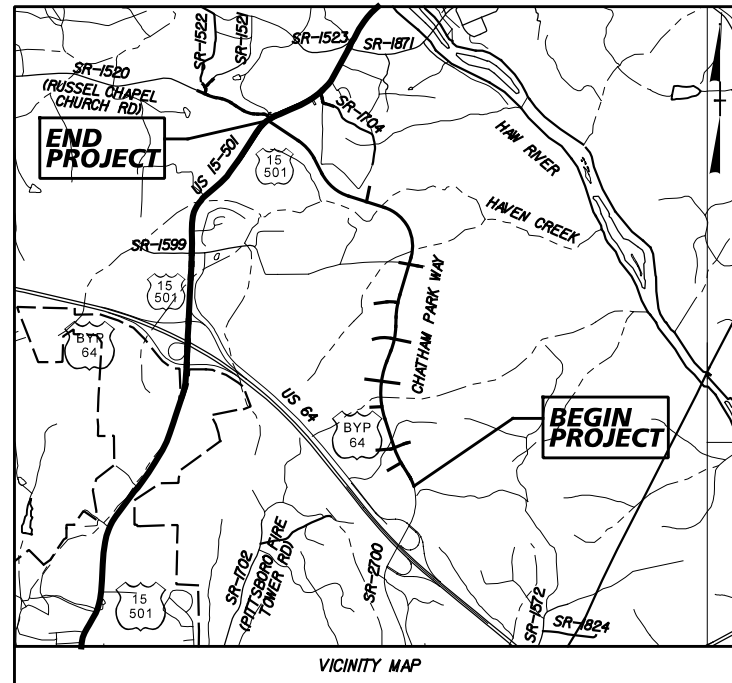 SR-1522
SR-1521
SR-1523
SR-1871
SR-1520
(RUSSEL CHAPEL
CHURCH RD)
SR-1704
END
PROJECT
US 15-501
15
501
HAW RIVER
HAVEN CREEK
SR-1599
15
501
BYP
64
CHATHAM PARK WAY
US 64
BYP
64
BEGIN
PROJECT
SR-1702
(PITTSBORO FIRE
TOWER RD)
SR-2700
SR-1572
SR-1824
15
501
VICINITY MAP